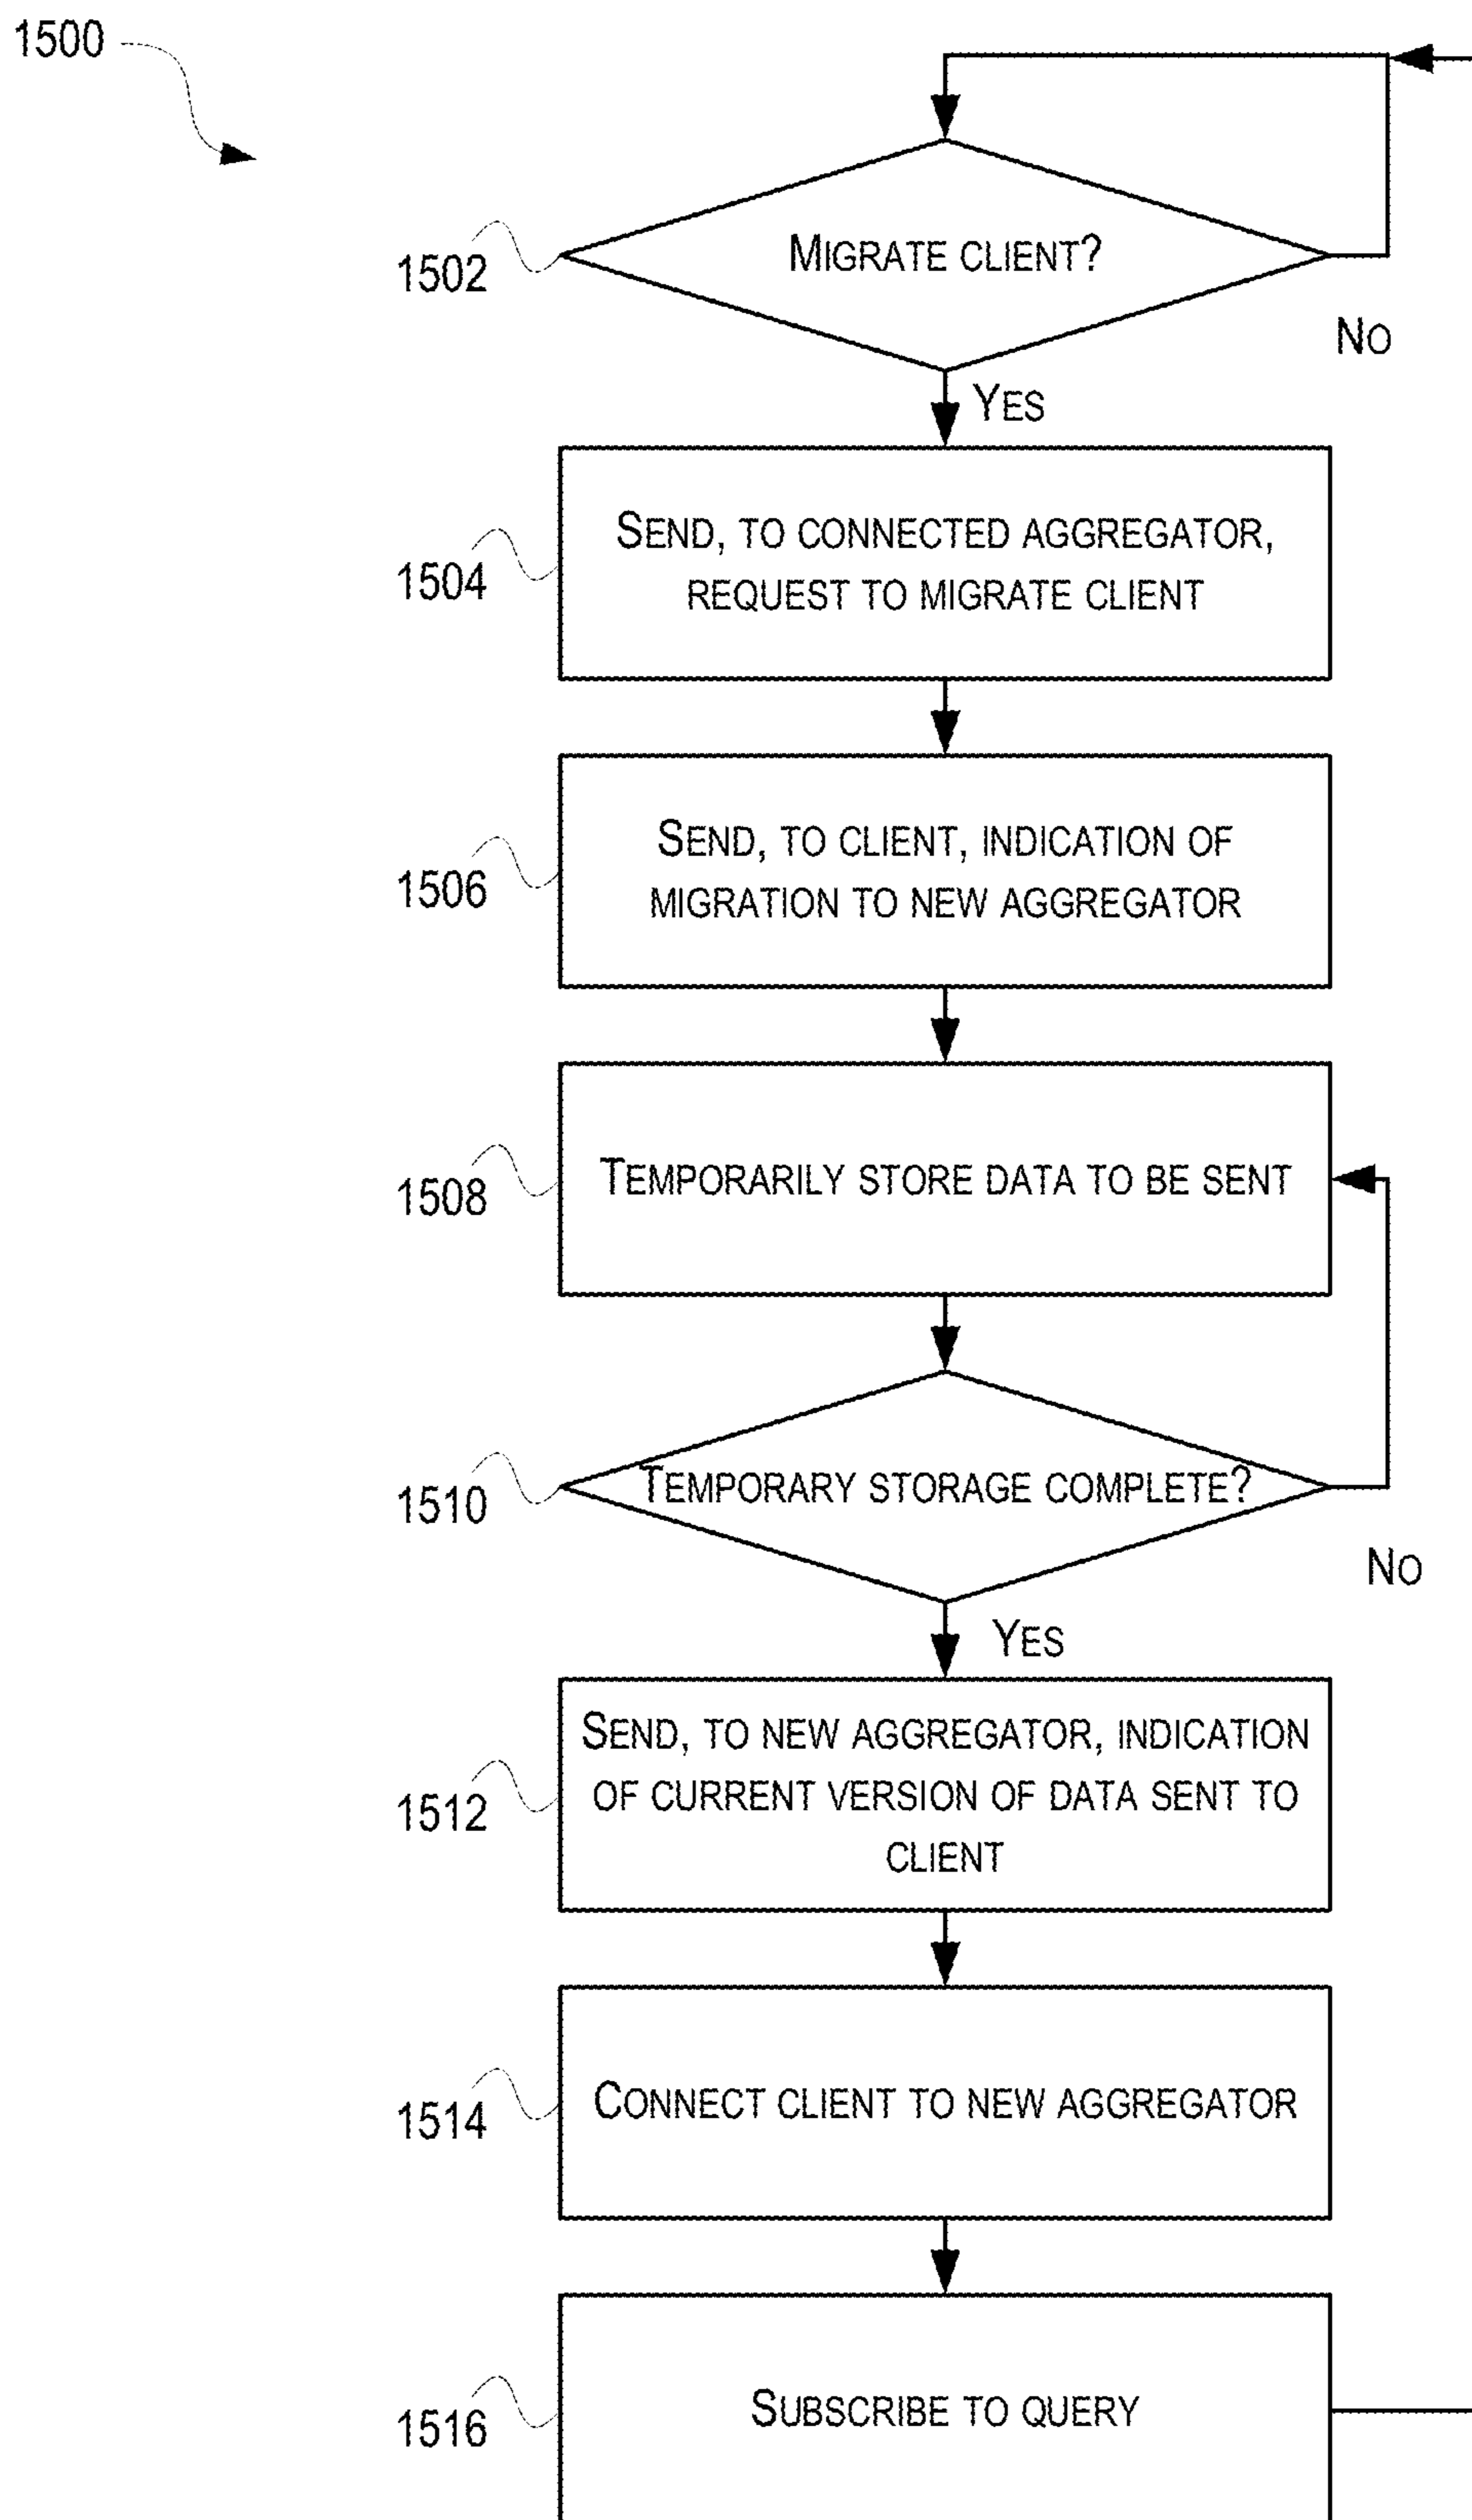 1500
MIGRATE CLIENT?
1502
NO
YES
SEND, TO CONNECTED AGGREGATOR,
REQUEST TO MIGRATE CLIENT
1504
SEND, TO CLIENT, INDICATION OF
MIGRATION TO NEW AGGREGATOR
1506
TEMPORARILY STORE DATA TO BE SENT
1508
TEMPORARY STORAGE COMPLETE?
1510
NO
YES
SEND, TO NEW AGGREGATOR, INDICATION
OF CURRENT VERSION OF DATA SENT TO
CLIENT
1512
CONNECT CLIENT TO NEW AGGREGATOR
1514
SUBSCRIBE TO QUERY
1516